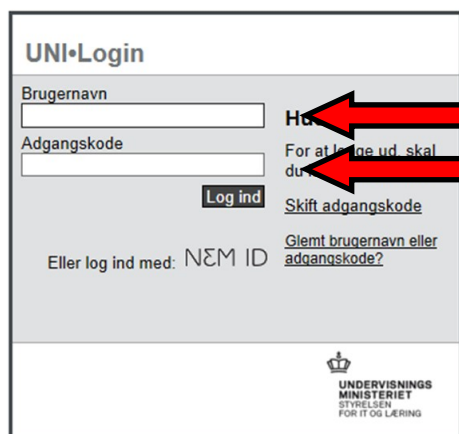 UNI•Login
Brugernavn
Adgangskode
Log ind
Eller log ind med: NEM ID
For at ud, skal
du
Skift adgangskode
Glemt brugernavn eller
adgangskode?
UNDERVISNINGS
MINISTERIET
STYRELSEN
FOR IT OG LÆRING